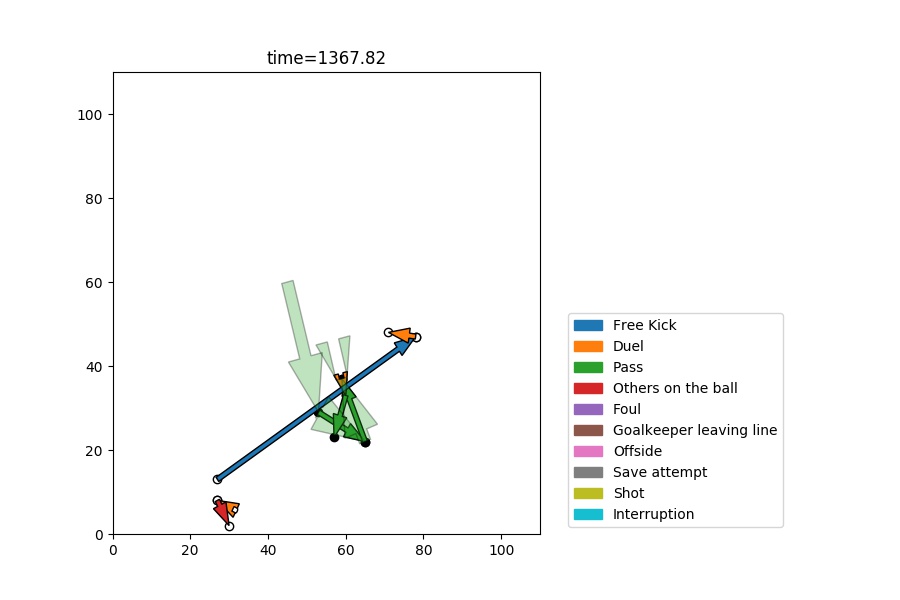 time=1367.82
100
80
60
40
20
0
0 20 40 60 80 100
Free Kick
Duel
Pass
Others on the ball
Foul
Goalkeeper leaving line
Offside
Save attempt
Shot
Interruption